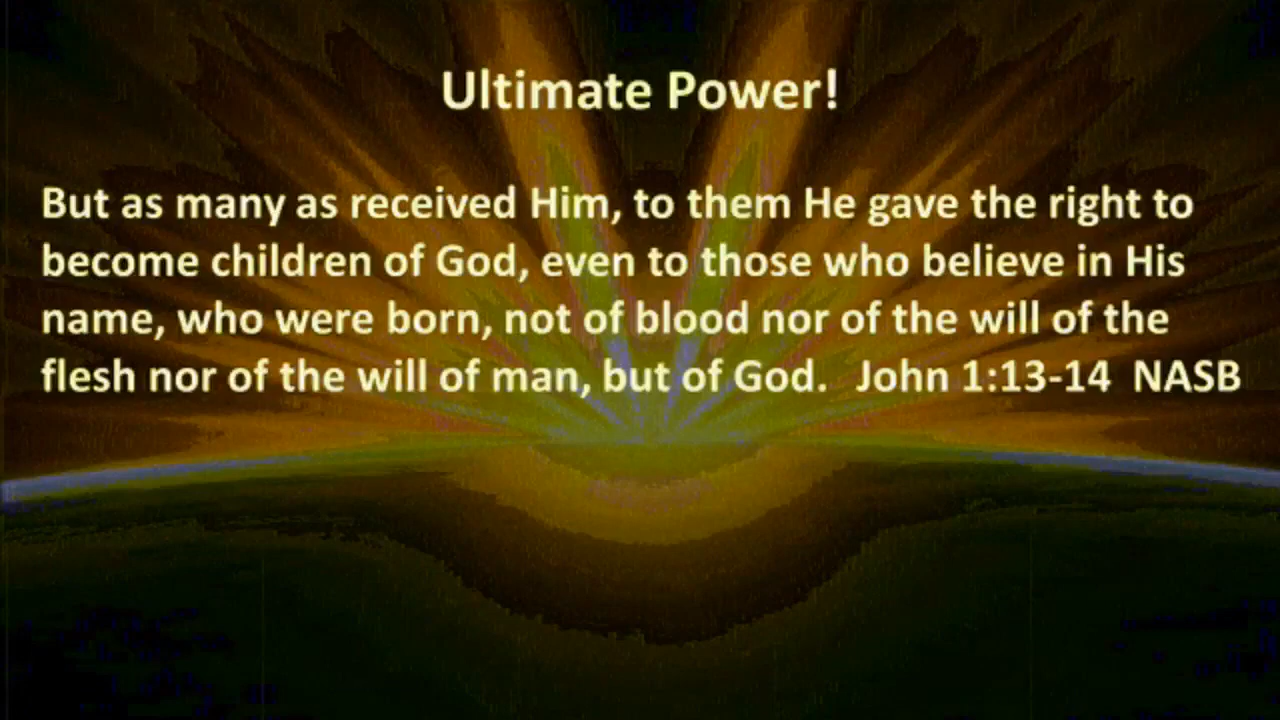 Ultimate Power!
But as many as received Him, to them He gave the right to
become children of God, even to those who believe in His
name, who were born, not of blood nor of the will of the
flesh nor of the will of man, but of God.  John 1:13-14  NASB